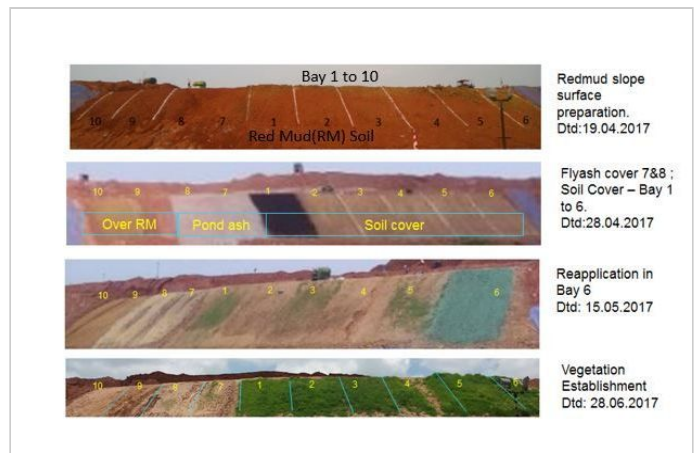 Bay 1 to 10
10 9 8 7 1 2 3 4 5 6
Red Mud(RM) Soil
Redmud slope
surface
preparation.
Dtd:19.04.2017
10 9 8 7 1 2 3 4 5 6
Over RM Pond ash Soil cover
Flyash cover 7&8 ;
Soil Cover – Bay 1
to 6.
Dtd:28.04.2017
10 9 8 7 1 2 3 4 5 6
Reapplication in
Bay 6
Dtd: 15.05.2017
10 9 8 7 1 2 3 4 5 6
Vegetation
Establishment
Dtd: 28.06.2017